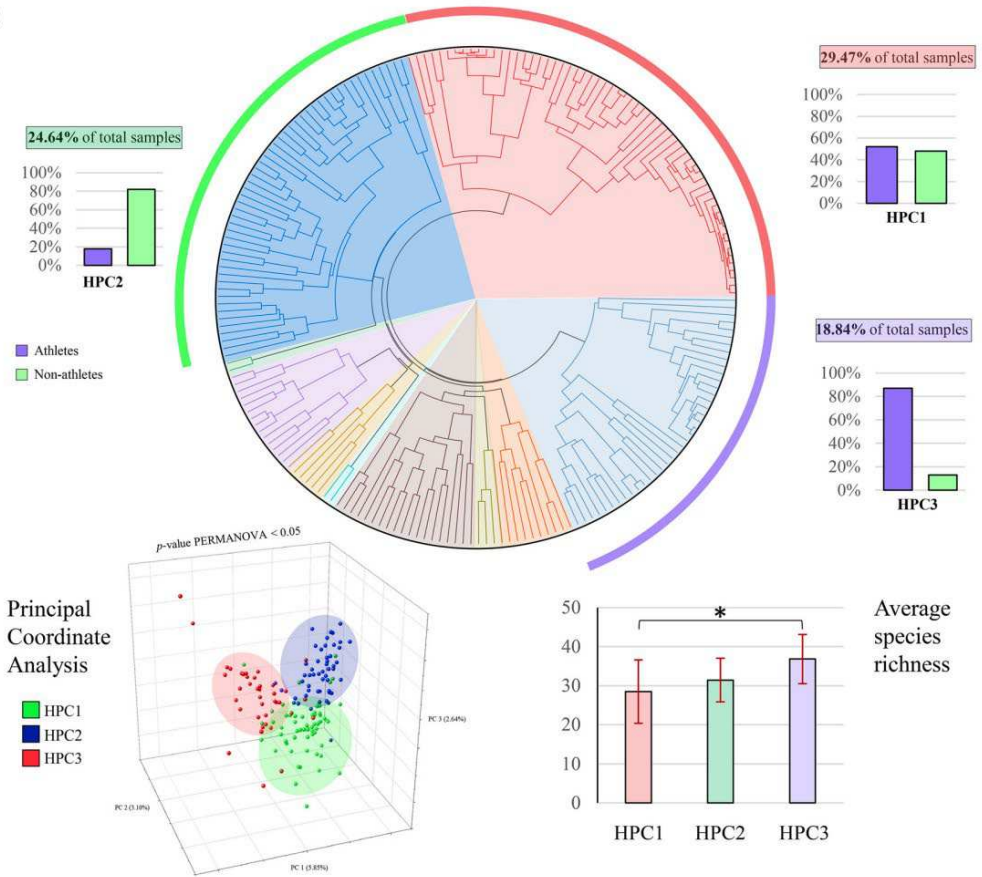 29.47% of total samples
100%
80%
60%
40%
20%
0%
HPC1
24.64% of total samples
100%
80%
60%
40%
20%
0%
HPC2
Athletes
Non-athletes
18.84% of total samples
100%
80%
60%
40%
20%
0%
HPC3
p-value PERMANOVA < 0.05
Principal
Coordinate
Analysis
HPC1
HPC2
HPC3
PC 3 (2.64%)
PC 2 (3.10%)
PC 1 (5.85%)
50
40
30
20
10
0
*
HPC1
HPC2
HPC3
Average
species
richness